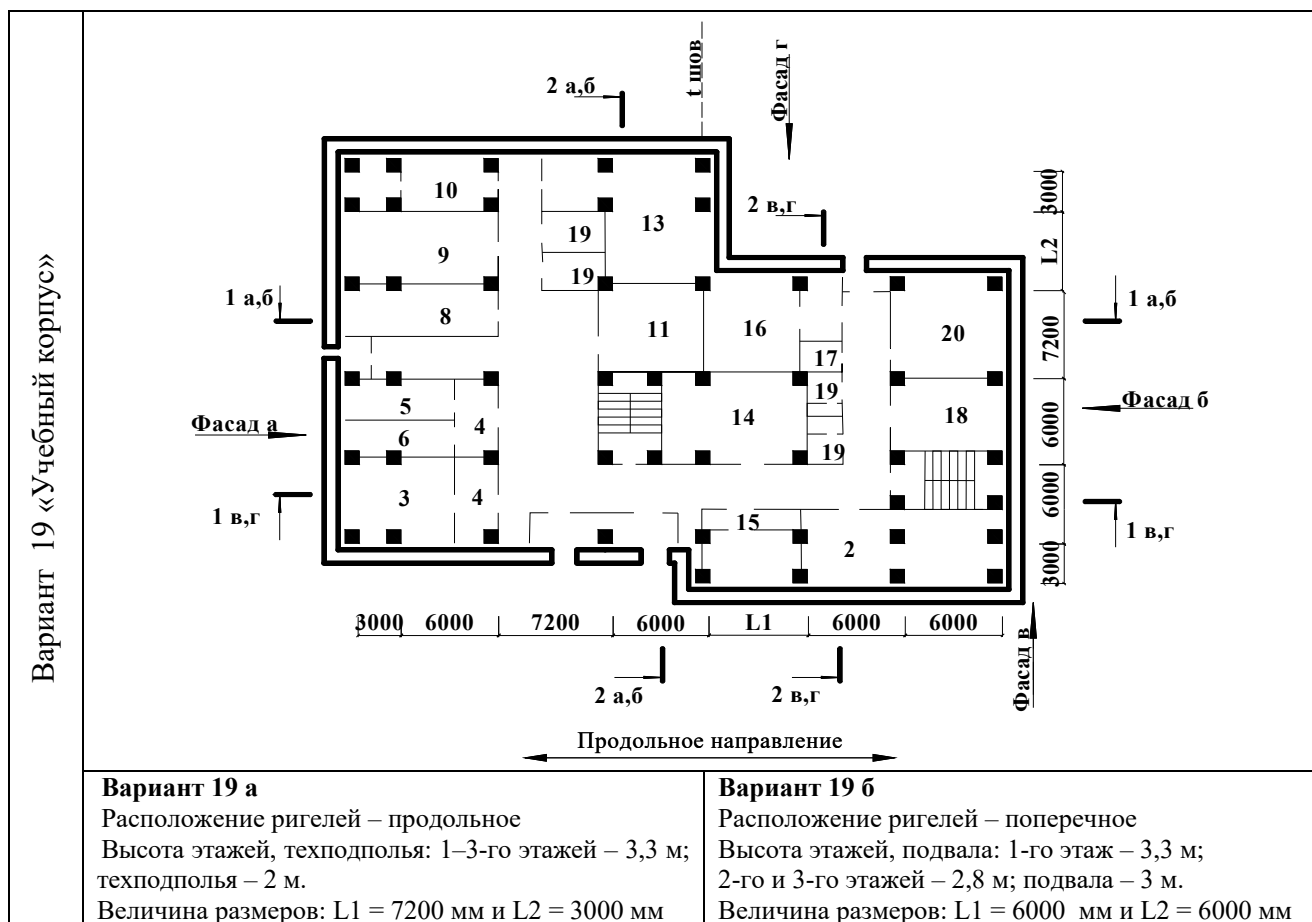 Вариант 19 «Учебный корпус»
t шов
Фасад г
2 а,б
2 в,г
3000
L2
7200
6000
6000
3000
10
13
9
19
19
1 а,б
1 а,б
8
11
16
20
17
5
19
Фасад б
Фасад а
4
14
18
6
19
3
4
1 в,г
1 в,г
15
2
3000
6000
7200
6000
L1
6000
6000
2 а,б
2 в,г
Фасад в
Продольное направление
Вариант 19 а
Расположение ригелей – продольное
Высота этажей, техподполья: 1–3-го этажей – 3,3 м;
техподполья – 2 м.
Величина размеров: L1 = 7200 мм и L2 = 3000 мм
Вариант 19 б
Расположение ригелей – поперечное
Высота этажей, подвала: 1-го этаж – 3,3 м;
2-го и 3-го этажей – 2,8 м; подвала – 3 м.
Величина размеров: L1 = 6000 мм и L2 = 6000 мм